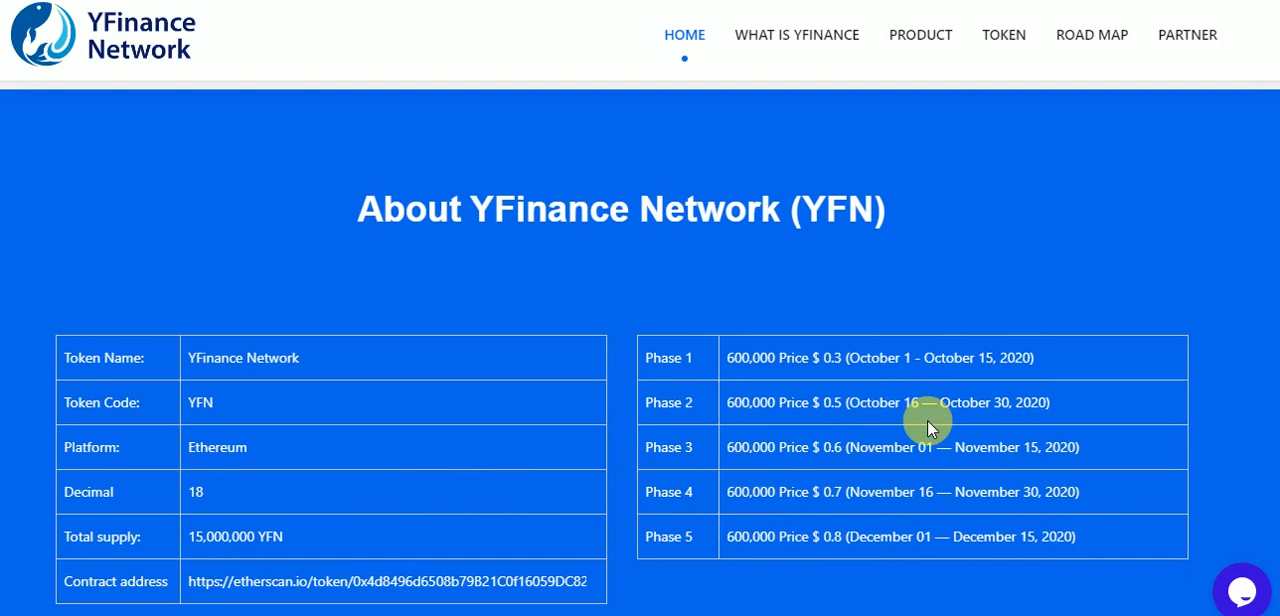 YFinance
Network
HOME WHAT IS YFINANCE PRODUCT TOKEN ROAD MAP PARTNER
About YFinance Network (YFN)
Token Name: YFinance Network
Token Code: YFN
Platform: Ethereum
Decimal 18
Total supply: 15,000,000 YFN
Contract address https://etherscan.io/token/0x4d8496d6508b79B21C0f16059DC82
Phase 1 600,000 Price $ 0.3 (October 1 - October 15, 2020)
Phase 2 600,000 Price $ 0.5 (October 16 — October 30, 2020)
Phase 3 600,000 Price $ 0.6 (November 01 — November 15, 2020)
Phase 4 600,000 Price $ 0.7 (November 16 — November 30, 2020)
Phase 5 600,000 Price $ 0.8 (December 01 — December 15, 2020)